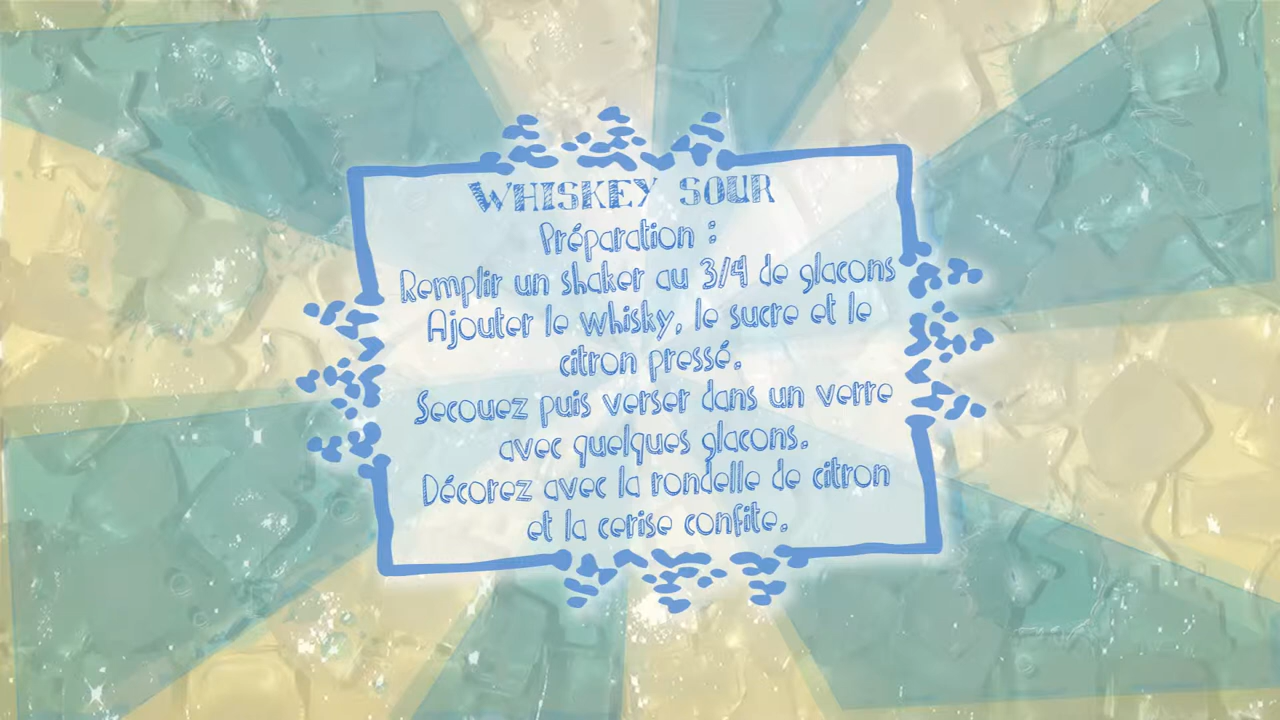 WHISKEY SOUR
Préparation :
Remplir un shaker au 3/4 de glacons
Ajouter le whisky, le sucre et le
citron pressé.
Secouez puis verser dans un verre
avec quelques glacons.
Décorez avec la rondelle de citron
et la cerise confite.